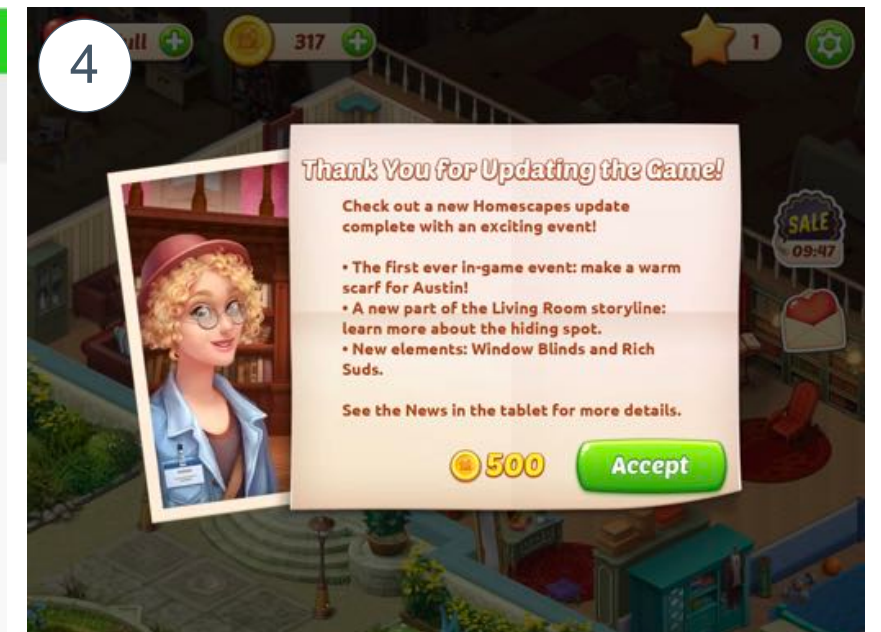 4
317
1
Thank You for Updating the Game!
Check out a new Homescapes update
complete with an exciting event!
• The first ever in-game event: make a warm
scarf for Austin!
• A new part of the Living Room storyline:
learn more about the hiding spot.
• New elements: Window Blinds and Rich
Suds.
See the News in the tablet for more details.
500
Accept
SALE
09:47